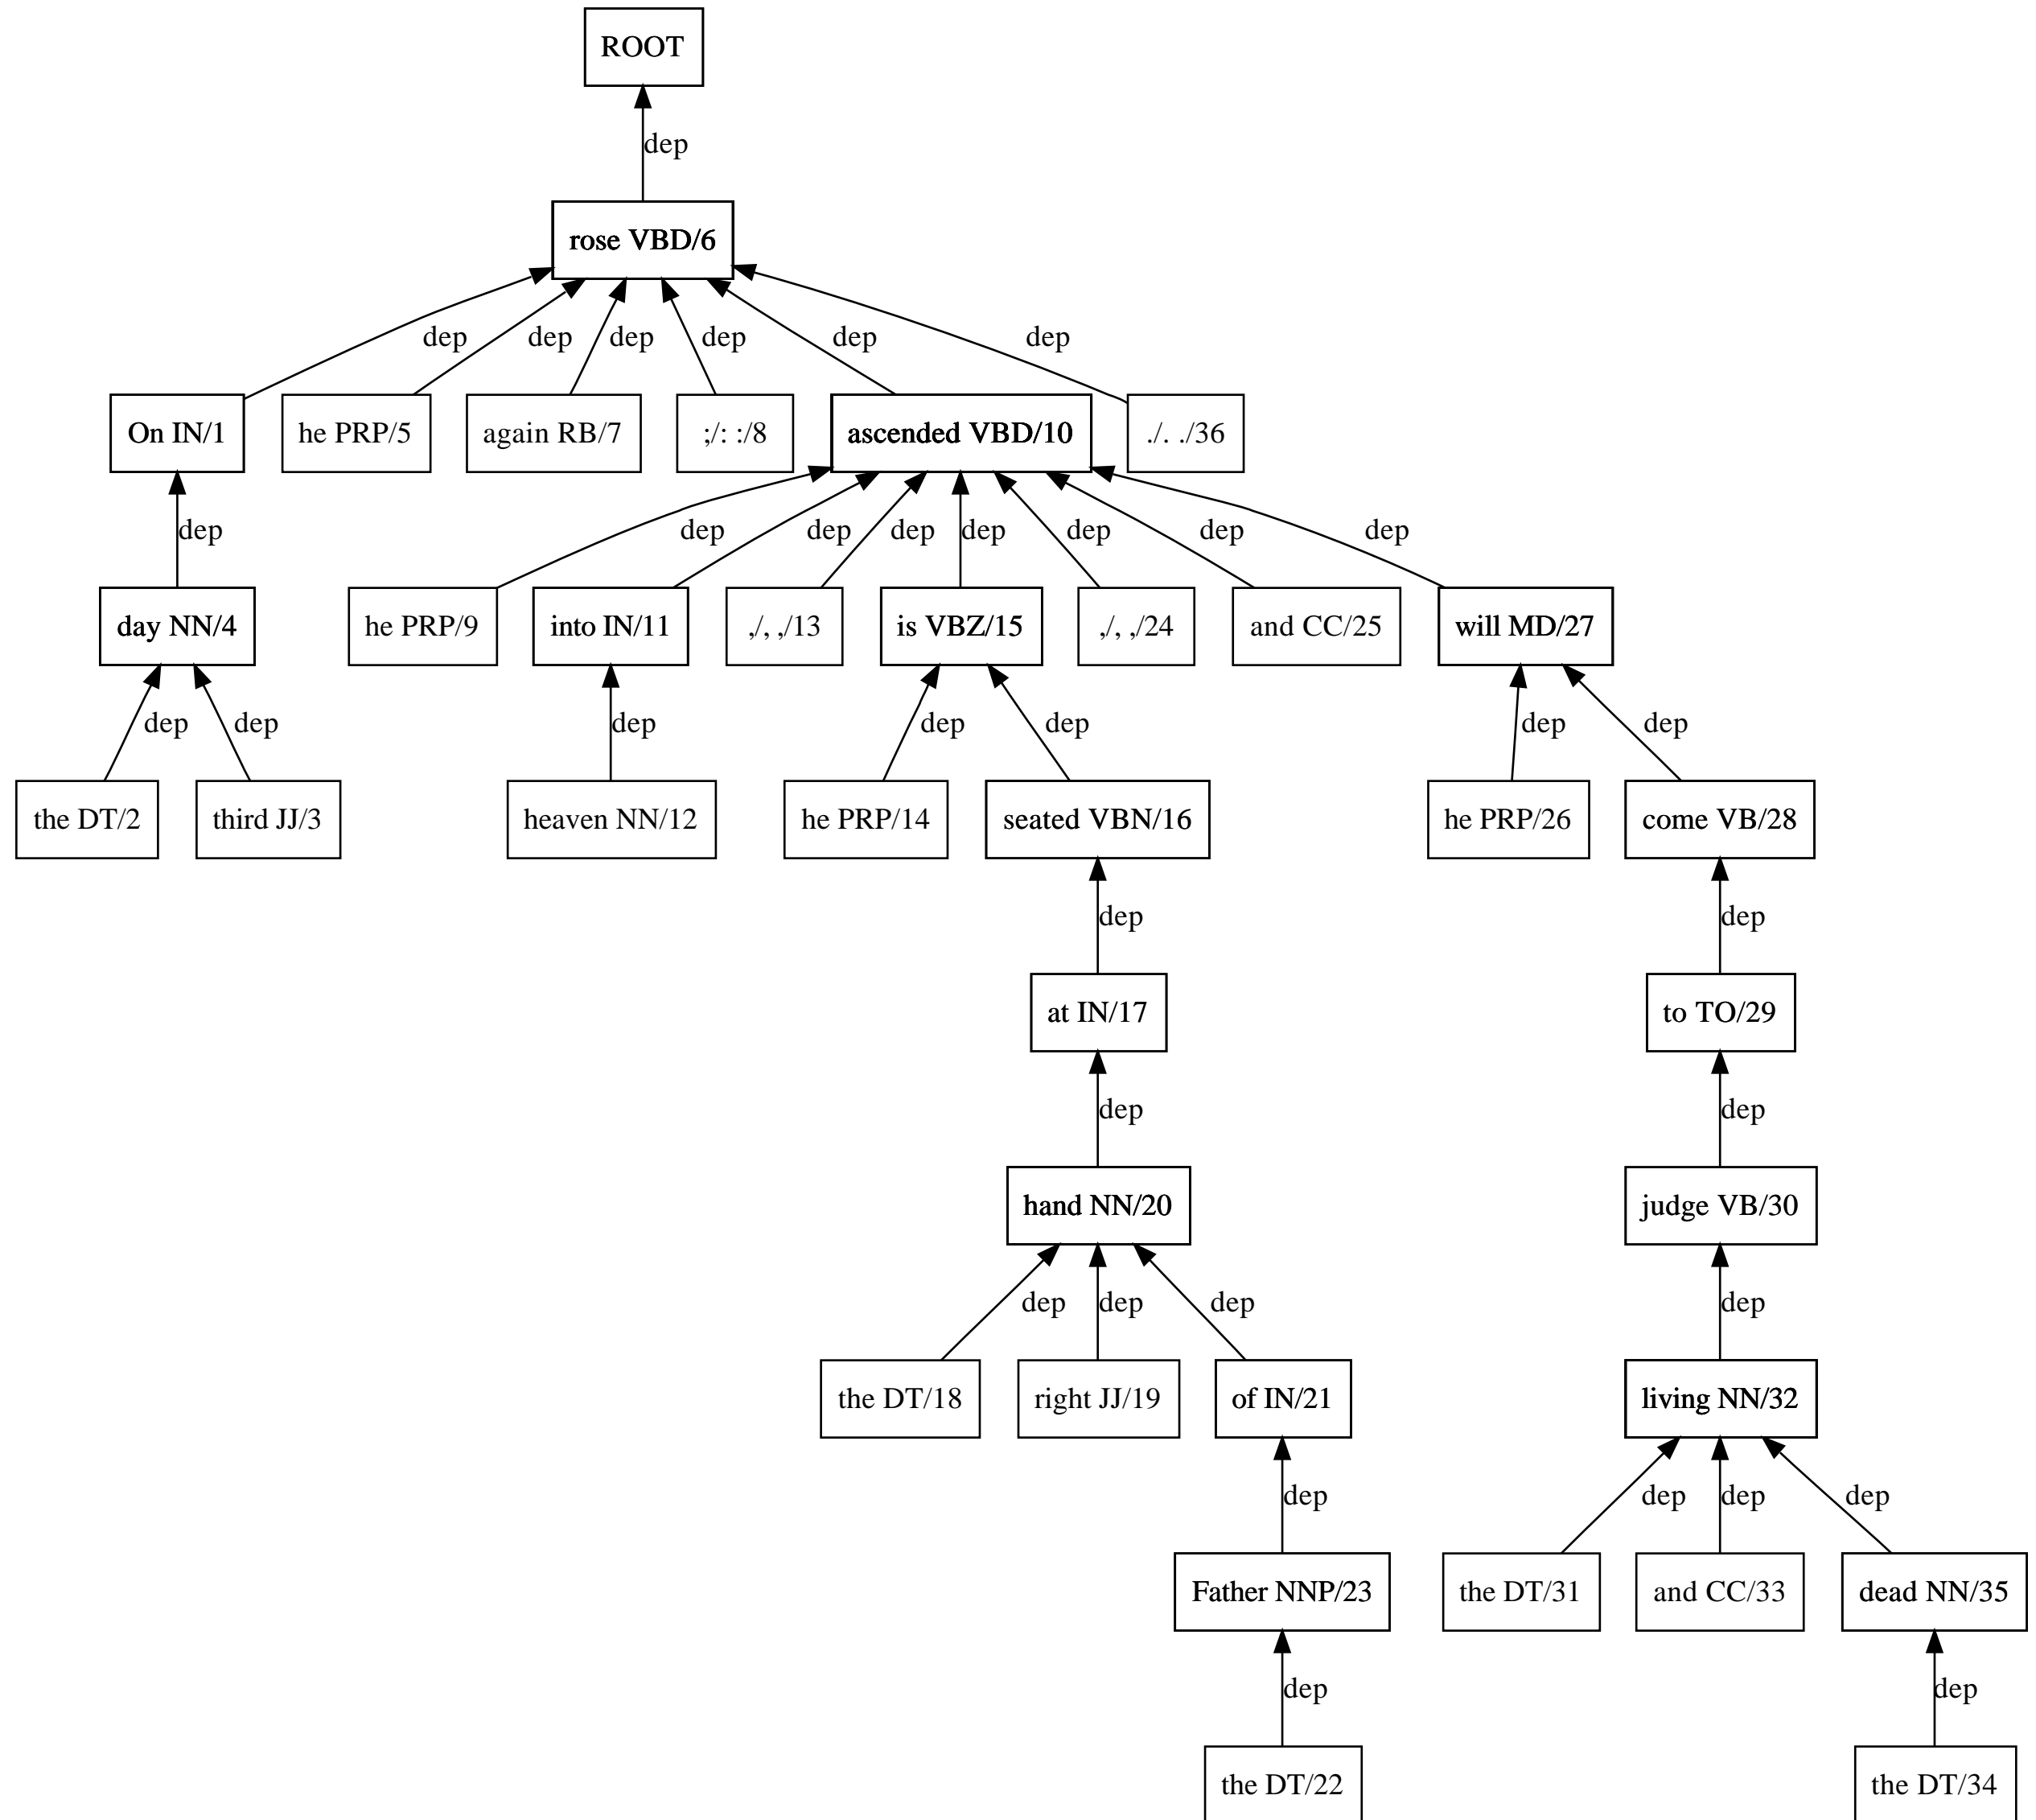 ROOT
dep
rose VBD/6
dep dep dep dep dep dep
On IN/1 he PRP/5 again RB/7 ;/: :/8 ascended VBD/10 ./. ./36
dep dep dep dep dep dep dep dep
day NN/4 he PRP/9 into IN/11 ,/, ,/13 is VBZ/15 ,/, ,/24 and CC/25 will MD/27
dep dep dep dep dep dep dep
the DT/2 third JJ/3 heaven NN/12 he PRP/14 seated VBN/16 he PRP/26 come VB/28
dep dep
at IN/17 to TO/29
dep dep
hand NN/20 judge VB/30
dep dep dep dep
the DT/18 right JJ/19 of IN/21 living NN/32
dep dep dep dep
Father NNP/23 the DT/31 and CC/33 dead NN/35
dep dep
the DT/22 the DT/34